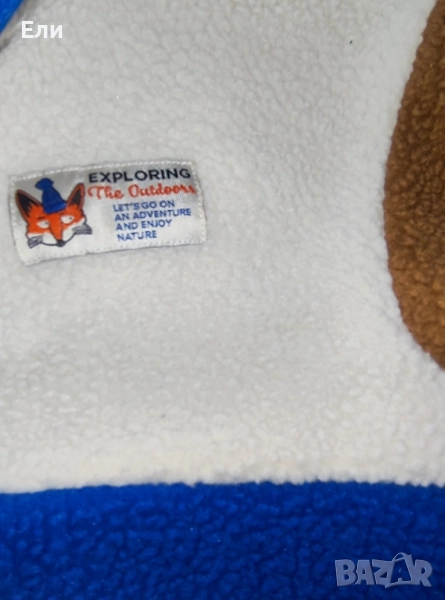 Ели
EXPLORING
The Outdoors
LET'S GO ON
AN ADVENTURE
AND ENJOY
NATURE
BAZAR